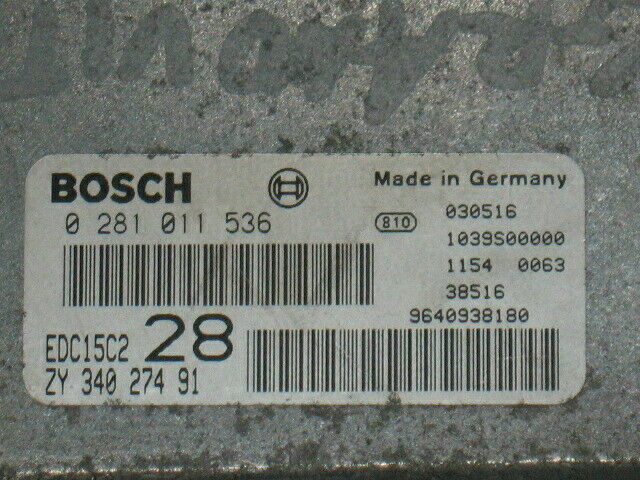 BOSCH
Made in Germany
0 281 011 536
810
030516
1039S00000
1154 0063
38516
9640938180
EDC15C2 28
ZY 340 274 91